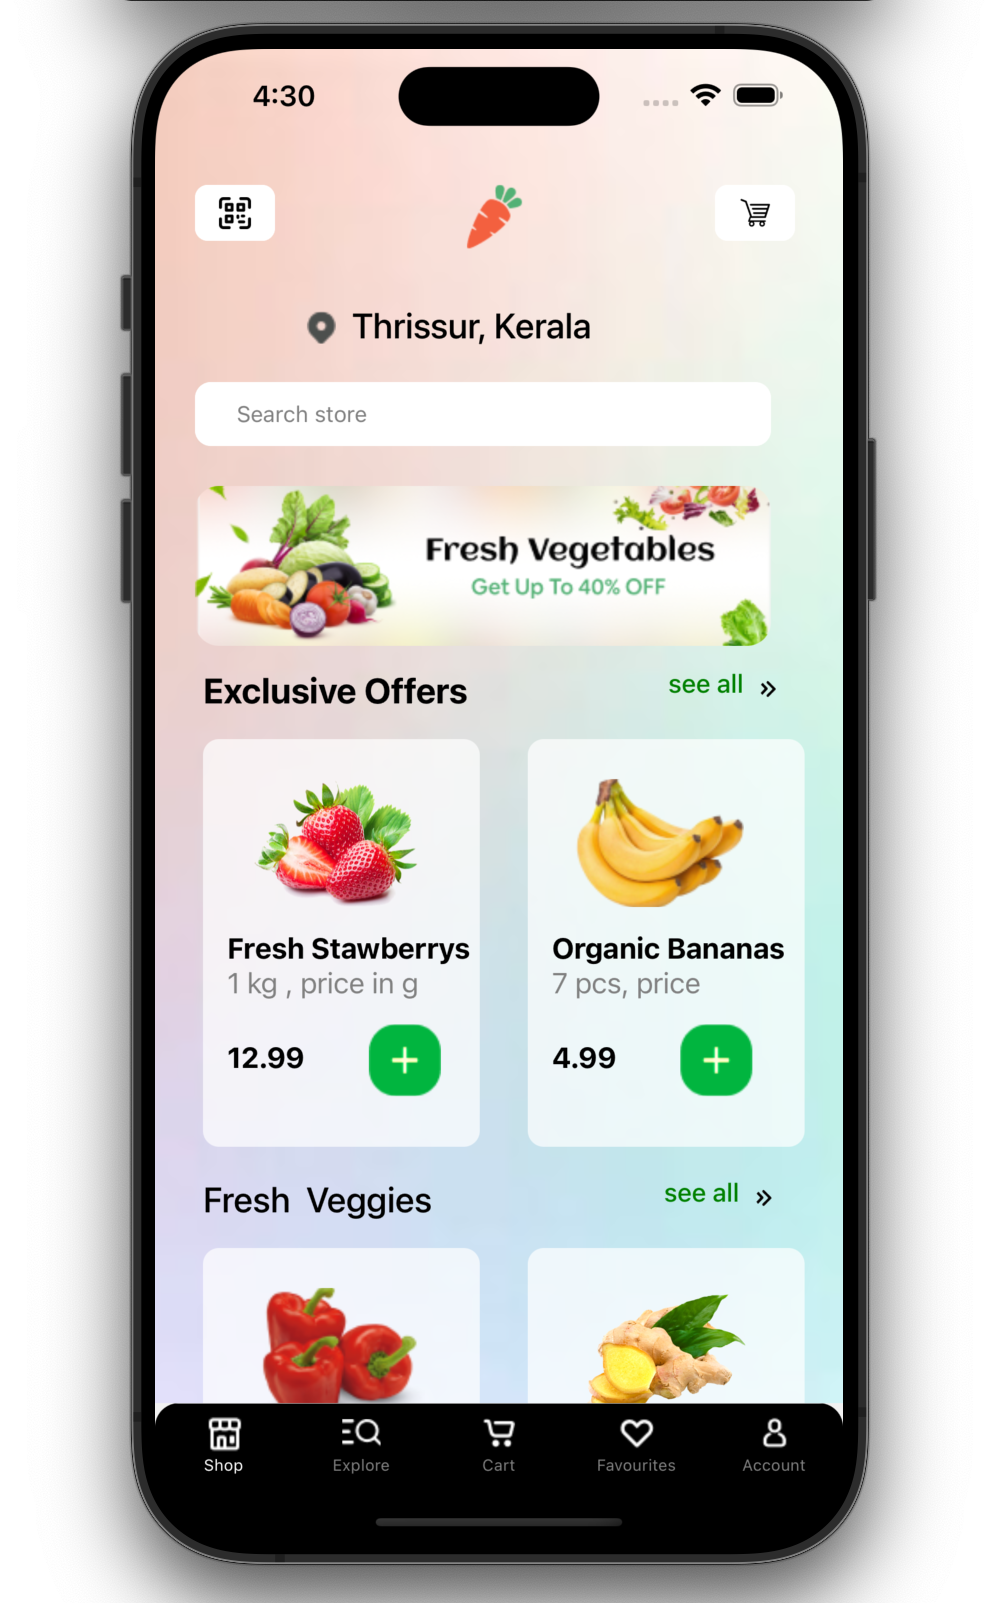 4:30
Thrissur, Kerala
Search store
Fresh Vegetables
Get Up To 40% OFF
Exclusive Offers see all
Fresh Stawberrys
1 kg , price in g
12.99
Organic Bananas
7 pcs, price
4.99
Fresh  Veggies see all
Shop Explore Cart Favourites Account